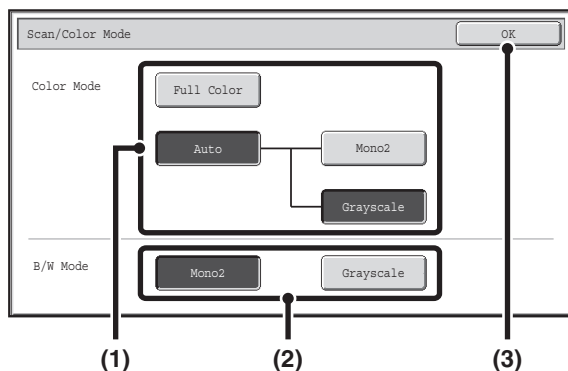 Scan/Color Mode OK
Color Mode Full Color
Auto Mono2
Grayscale
B/W Mode Mono2 Grayscale
(1) (2) (3)